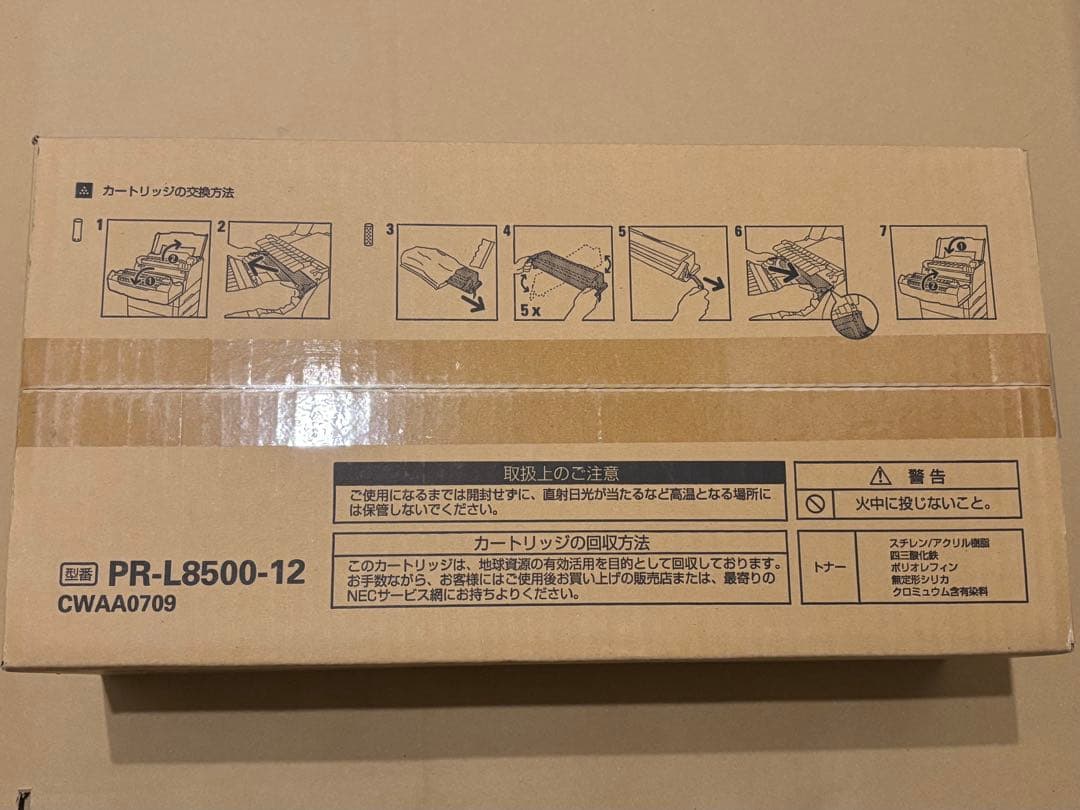 カートリッジの交換方法
1 2 3 4 5 6 7
① ②
5 x
① ②
取扱上のご注意
ご使用になるまでは開封せずに、直射日光が当たるなど高温となる場所に
は保管しないでください。
警告
火中に投じないこと。
カートリッジの回収方法
このカートリッジは、地球資源の有効活用を目的として回収しております。
お手数ながら、お客様にはご使用後お買い上げの販売店または、最寄りの
NECサービス網にお持ちよりください。
トナー
スチレン/アクリル樹脂
四三酸化鉄
ポリオレフィン
無定形シリカ
クロミュウム含有染料
型番 PR-L8500-12
CWAA0709